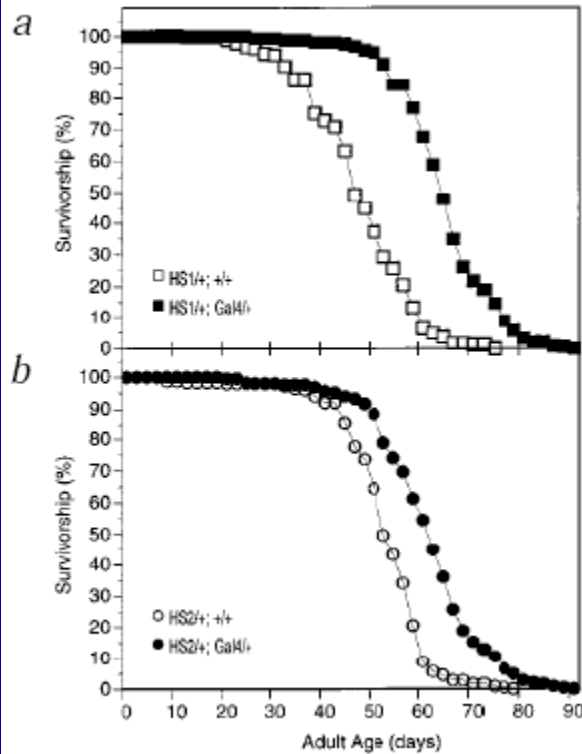 a
100
90
80
70
60
50
40
30
20
10
0
Survivorship (%)
HS1/+; +/+
HS1/+; Gal4/+
b
100
90
80
70
60
50
40
30
20
10
0
Survivorship (%)
HS2/+; +/+
HS2/+; Gal4/+
0 10 20 30 40 50 60 70 80 90
Adult Age (days)